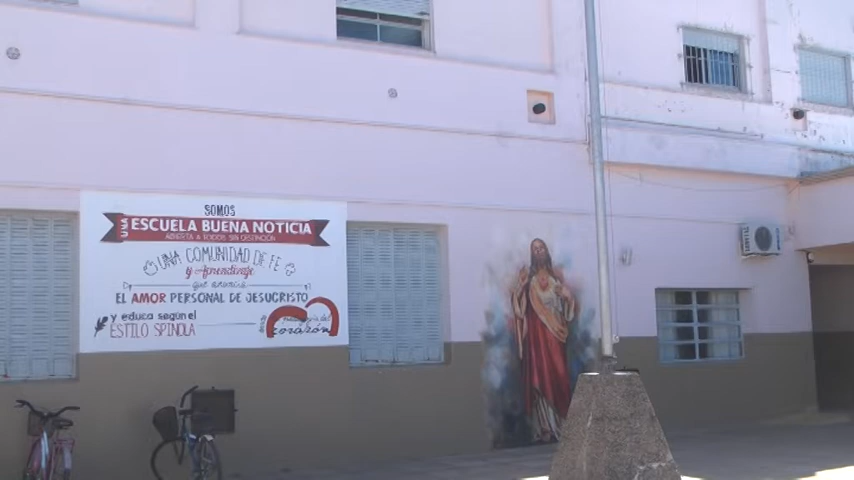 SOMOS
UNA ESCUELA BUENA NOTICIA
ABIERTA A TODOS SIN DISTINCIÓN
UNA COMUNIDAD DE FE
y Aprendizaje
que anuncia
EL AMOR PERSONAL DE JESUCRISTO
y educa según el
ESTILO SPINOLA
corazón